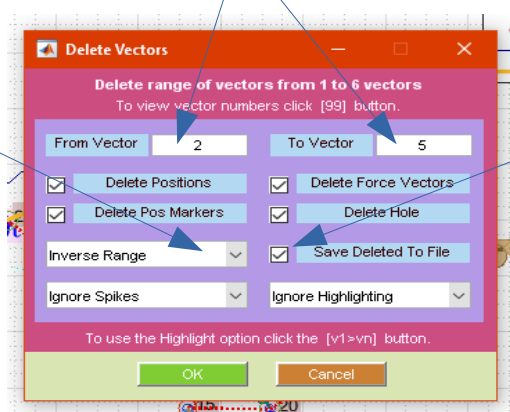 Delete Vectors
Delete range of vectors from 1 to 6 vectors
To view vector numbers click [99] button.
From Vector 2 To Vector 5
Delete Positions Delete Force Vectors
Delete Pos Markers Delete Hole
Inverse Range Save Deleted To File
Ignore Spikes Ignore Highlighting
To use the Highlight option click the [v1>vn] button.
OK Cancel
15 20